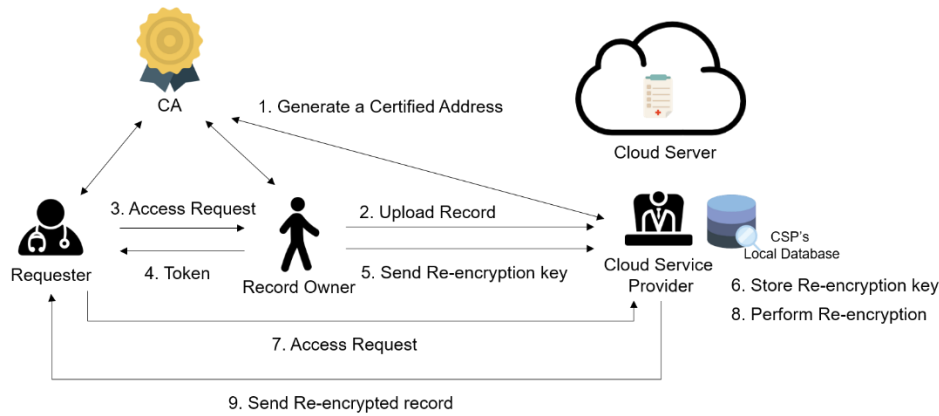 CA
1. Generate a Certified Address
Cloud Server
3. Access Request
2. Upload Record
4. Token
5. Send Re-encryption key
Requester
Record Owner
Cloud Service
Provider
CSP's
Local Database
6. Store Re-encryption key
8. Perform Re-encryption
7. Access Request
9. Send Re-encrypted record